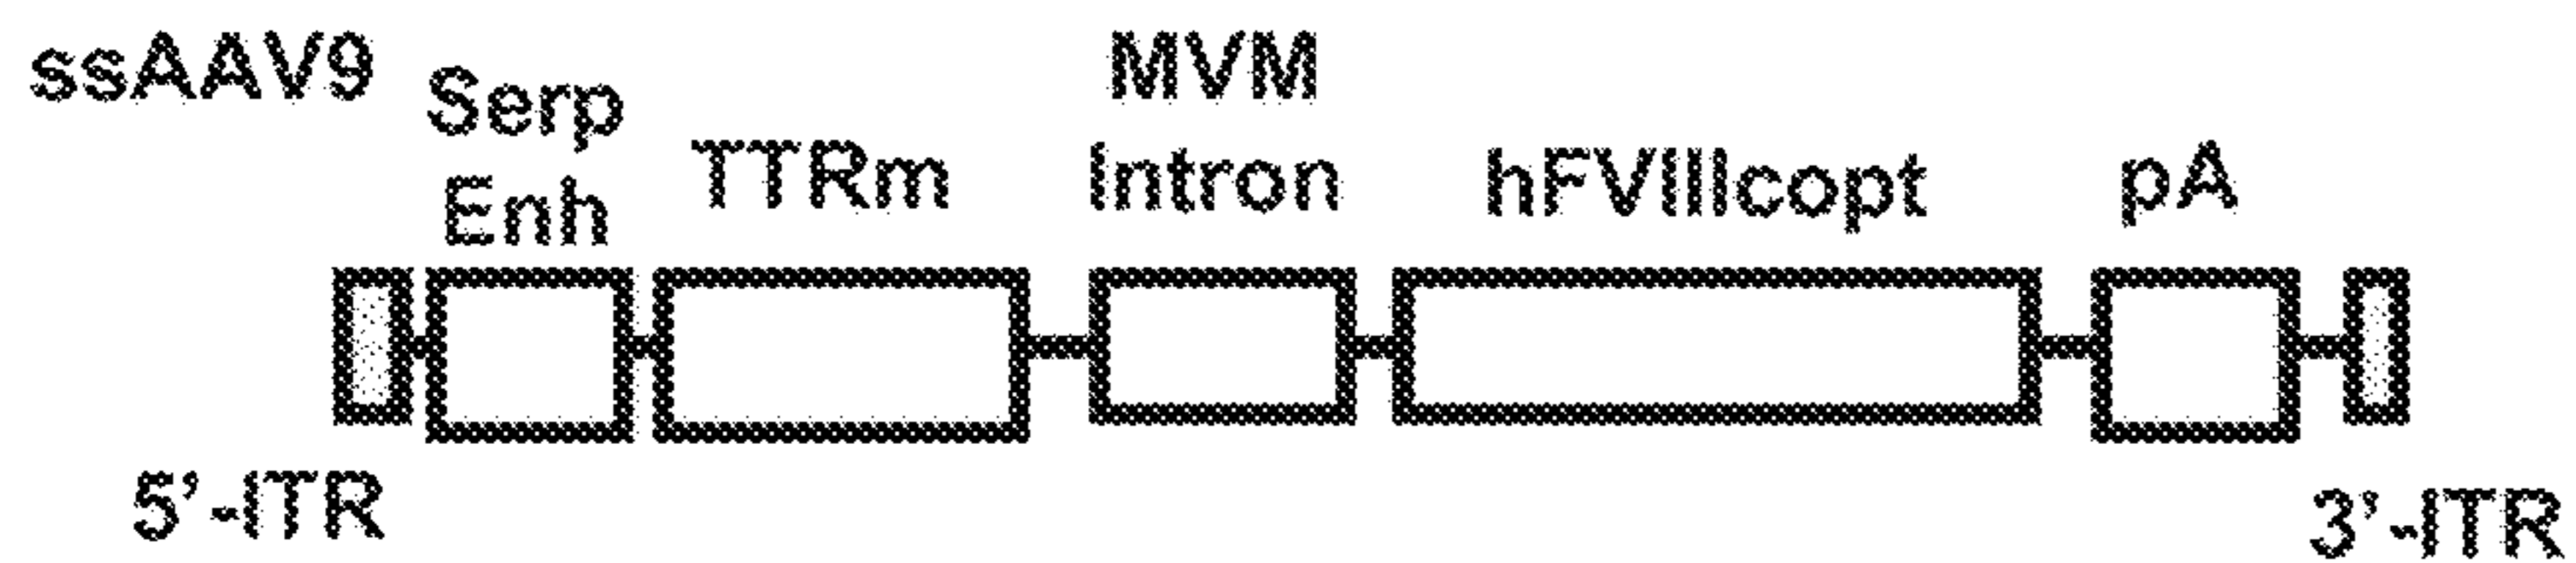 ssAAV9
Serp
Enh
TTRm
MVM
Intron
hFVIIIcopt
pA
5'-ITR
3'-ITR